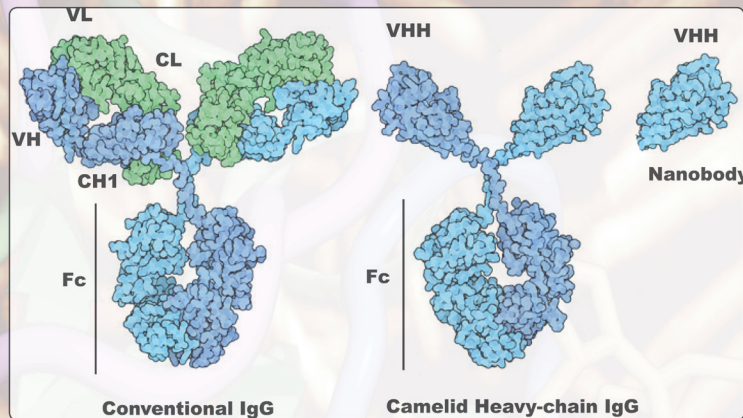 VL
CL
VH
CH1
Fc
Conventional IgG
VHH
Fc
Camelid Heavy-chain IgG
VHH
Nanobody